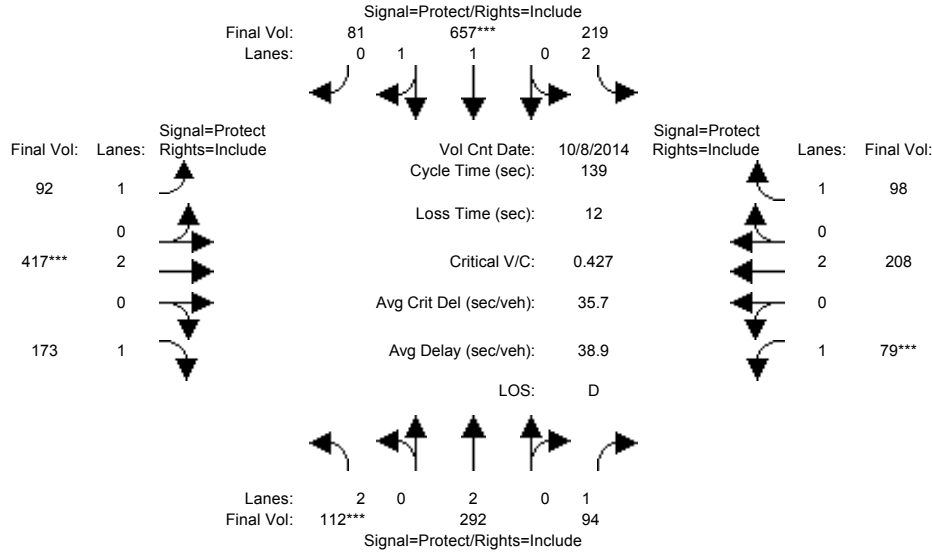 Signal=Protect/Rights=Include
Final Vol: 81 657*** 219
Lanes: 0 1 1 0 2
Signal=Protect Signal=Protect
Final Vol: Lanes: Rights=Include Vol Cnt Date: 10/8/2014 Rights=Include Lanes: Final Vol:
Cycle Time (sec): 139
92 1 1 98
Loss Time (sec): 12
0 0
417*** 2 Critical V/C: 0.427 2 208
0 Avg Crit Del (sec/veh): 35.7 0
173 1 Avg Delay (sec/veh): 38.9 1 79***
LOS: D
Lanes: 2 0 2 0 1
Final Vol: 112*** 292 94
Signal=Protect/Rights=Include